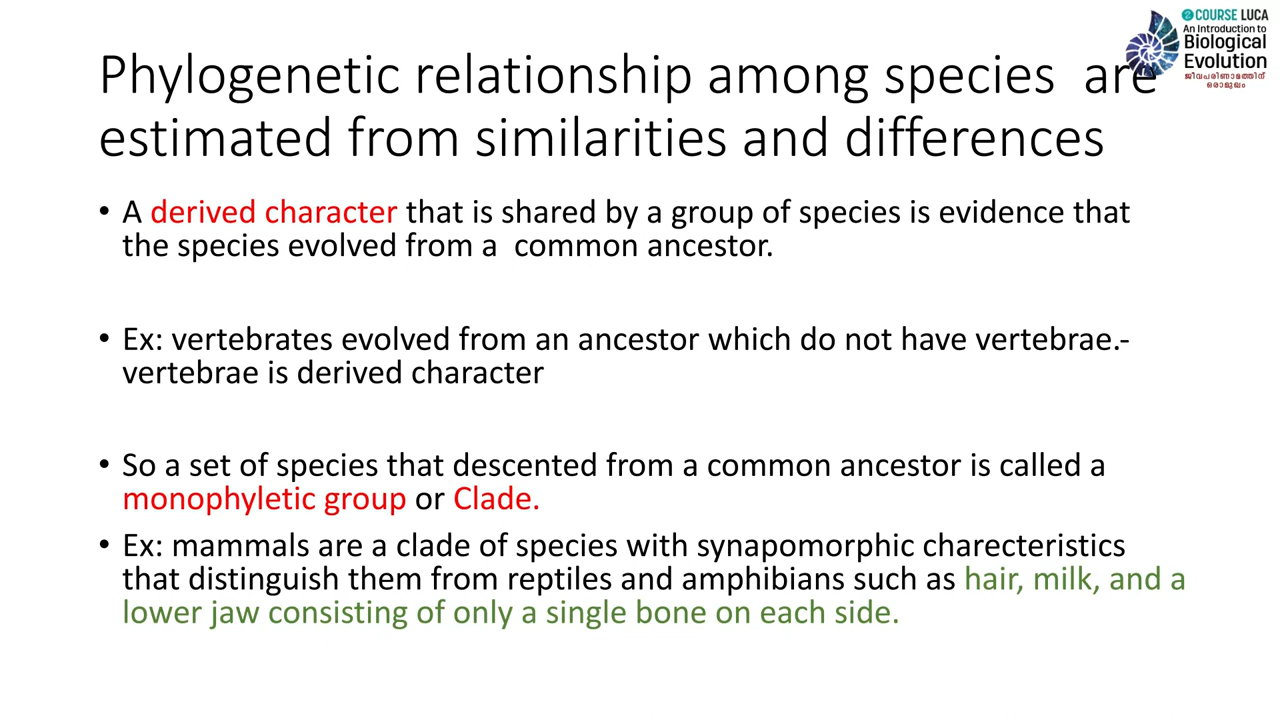 COURSE LUCA
An Introduction to
Biological
Evolution
ജീവപരിണാമത്തിന്
ഒരാമുഖം
Phylogenetic relationship among species are
estimated from similarities and differences
• A derived character that is shared by a group of species is evidence that
the species evolved from a common ancestor.
• Ex: vertebrates evolved from an ancestor which do not have vertebrae.-
vertebrae is derived character
• So a set of species that descented from a common ancestor is called a
monophyletic group or Clade.
• Ex: mammals are a clade of species with synapomorphic charecteristics
that distinguish them from reptiles and amphibians such as hair, milk, and a
lower jaw consisting of only a single bone on each side.